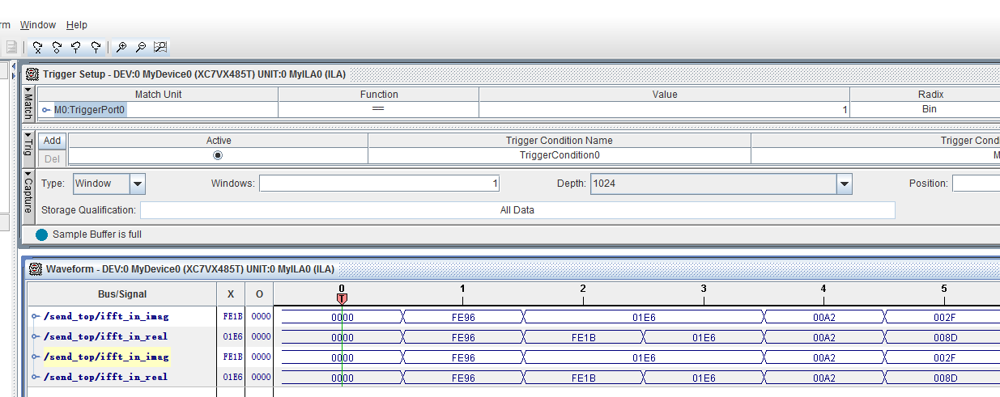 rm Window Help
Trigger Setup - DEV:0 MyDevice0 (XC7VX485T) UNIT:0 MyILA0 (ILA)
Match
Match Unit Function Value Radix
M0:TriggerPort0 == 1 Bin
Trig
Add Active Trigger Condition Name Trigger Condi
Del TriggerCondition0 M
Capture
Type: Window Windows: 1 Depth: 1024 Position:
Storage Qualification: All Data
Sample Buffer is full
Waveform - DEV:0 MyDevice0 (XC7VX485T) UNIT:0 MyILA0 (ILA)
Bus/Signal X O 0 1 2 3 4 5
T
/send_top/ifft_in_imag FE1B 0000 0000 FE96 01E6 00A2 002F
/send_top/ifft_in_real 01E6 0000 0000 FE96 FE1B 01E6 00A2 008D
/send_top/ifft_in_imag FE1B 0000 0000 FE96 01E6 00A2 002F
/send_top/ifft_in_real 01E6 0000 0000 FE96 FE1B 01E6 00A2 008D